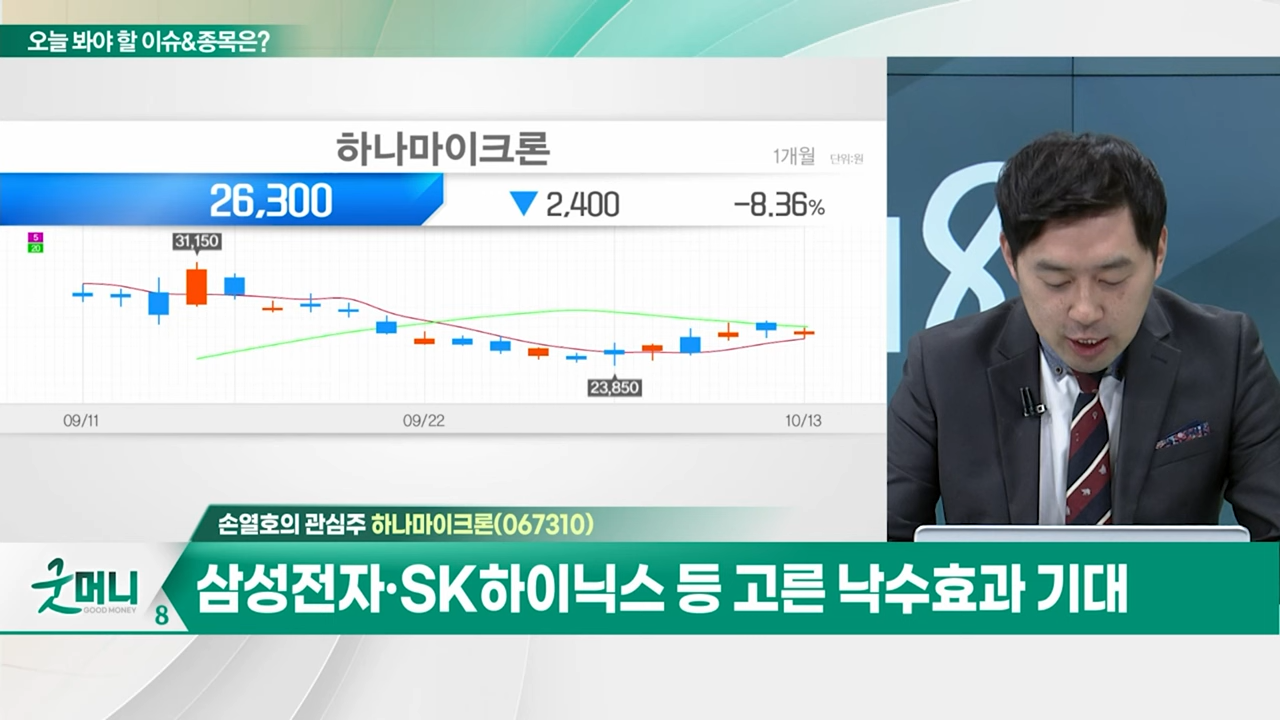 오늘 봐야 할 이슈&종목은?
하나마이크론
1개월 단위:원
26,300 ▼ 2,400 -8.36%
5
20
31,150
23,850
09/11 09/22 10/13
8
손열호의 관심주 하나마이크론(067310)
굿머니
GOOD MONEY
8
삼성전자·SK하이닉스 등 고른 낙수효과 기대